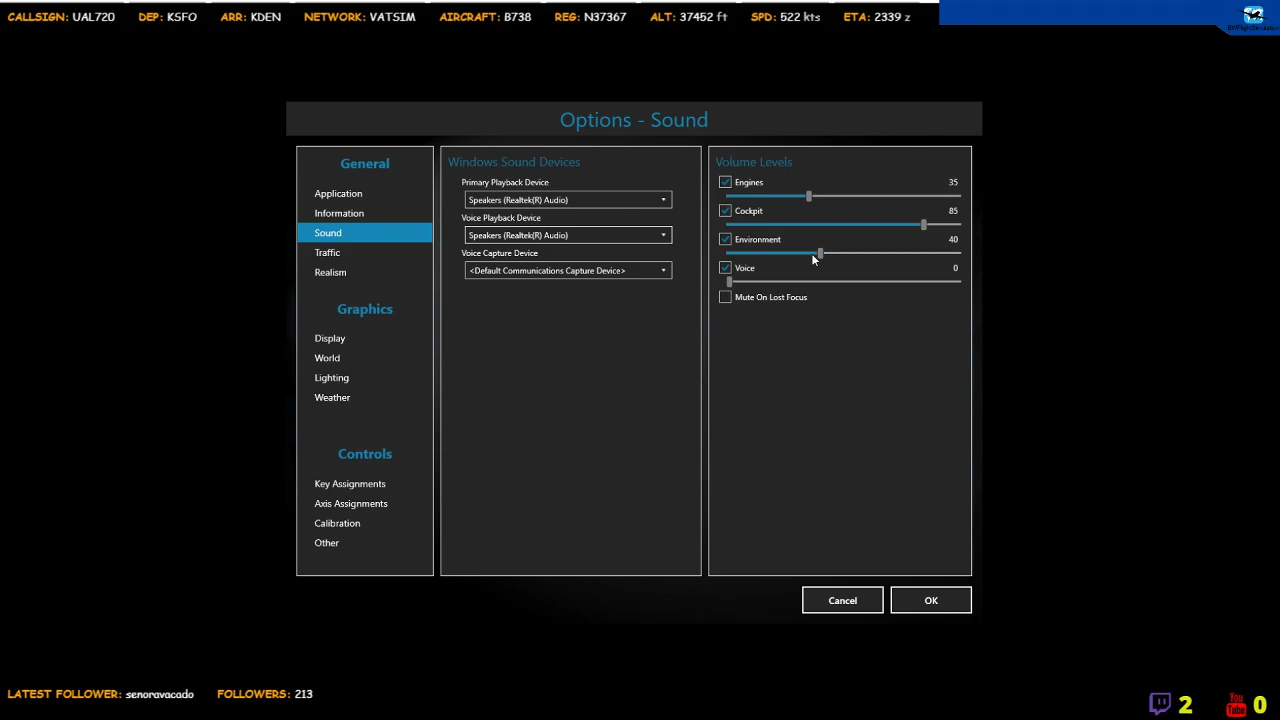 CALLSIGN: UAL720 DEP: KSFO ARR: KDEN NETWORK: VATSIM AIRCRAFT: B738 REG: N37367 ALT: 37452 ft SPD: 522 kts ETA: 2339 z
Options - Sound
General
Application
Information
Sound
Traffic
Realism
Graphics
Display
World
Lighting
Weather
Controls
Key Assignments
Axis Assignments
Calibration
Other
Windows Sound Devices
Primary Playback Device
Speakers (Realtek(R) Audio)
Voice Playback Device
Speakers (Realtek(R) Audio)
Voice Capture Device
<Default Communications Capture Device>
Volume Levels
Engines 35
Cockpit 85
Environment 40
Voice 0
Mute On Lost Focus
Cancel OK
LATEST FOLLOWER: senoravacado FOLLOWERS: 213
2 You Tube 0